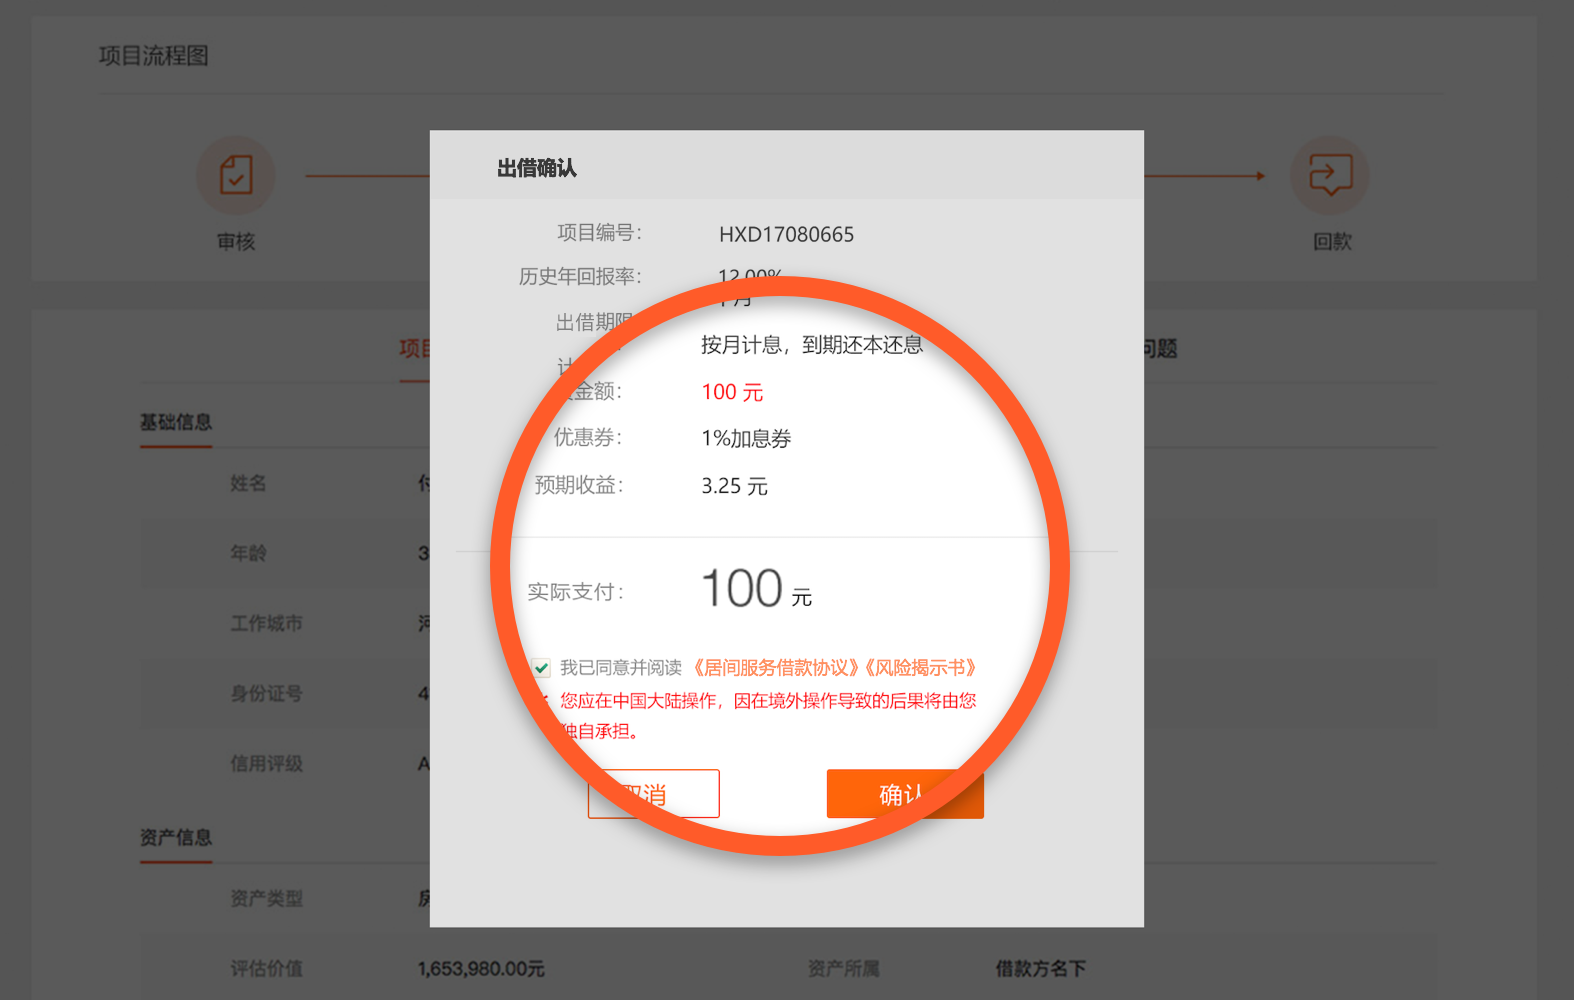 项目流程图
出借确认
审核
回款
项目编号：
HXD17080665
历史年回报率：
12.00%
出借期限
按月计息，到期还本还息
金额：
100 元
优惠券：
1%加息券
预期收益：
3.25 元
实际支付：
100 元
我已同意并阅读 《居间服务借款协议》《风险揭示书》
您应在中国大陆操作，因在境外操作导致的后果将由您
独自承担。
取消
确认
项目
问题
基础信息
姓名
年龄
3
工作城市
身份证号
4
信用评级
A
资产信息
资产类型
评估价值
1,653,980.00元
资产所属
借款方名下